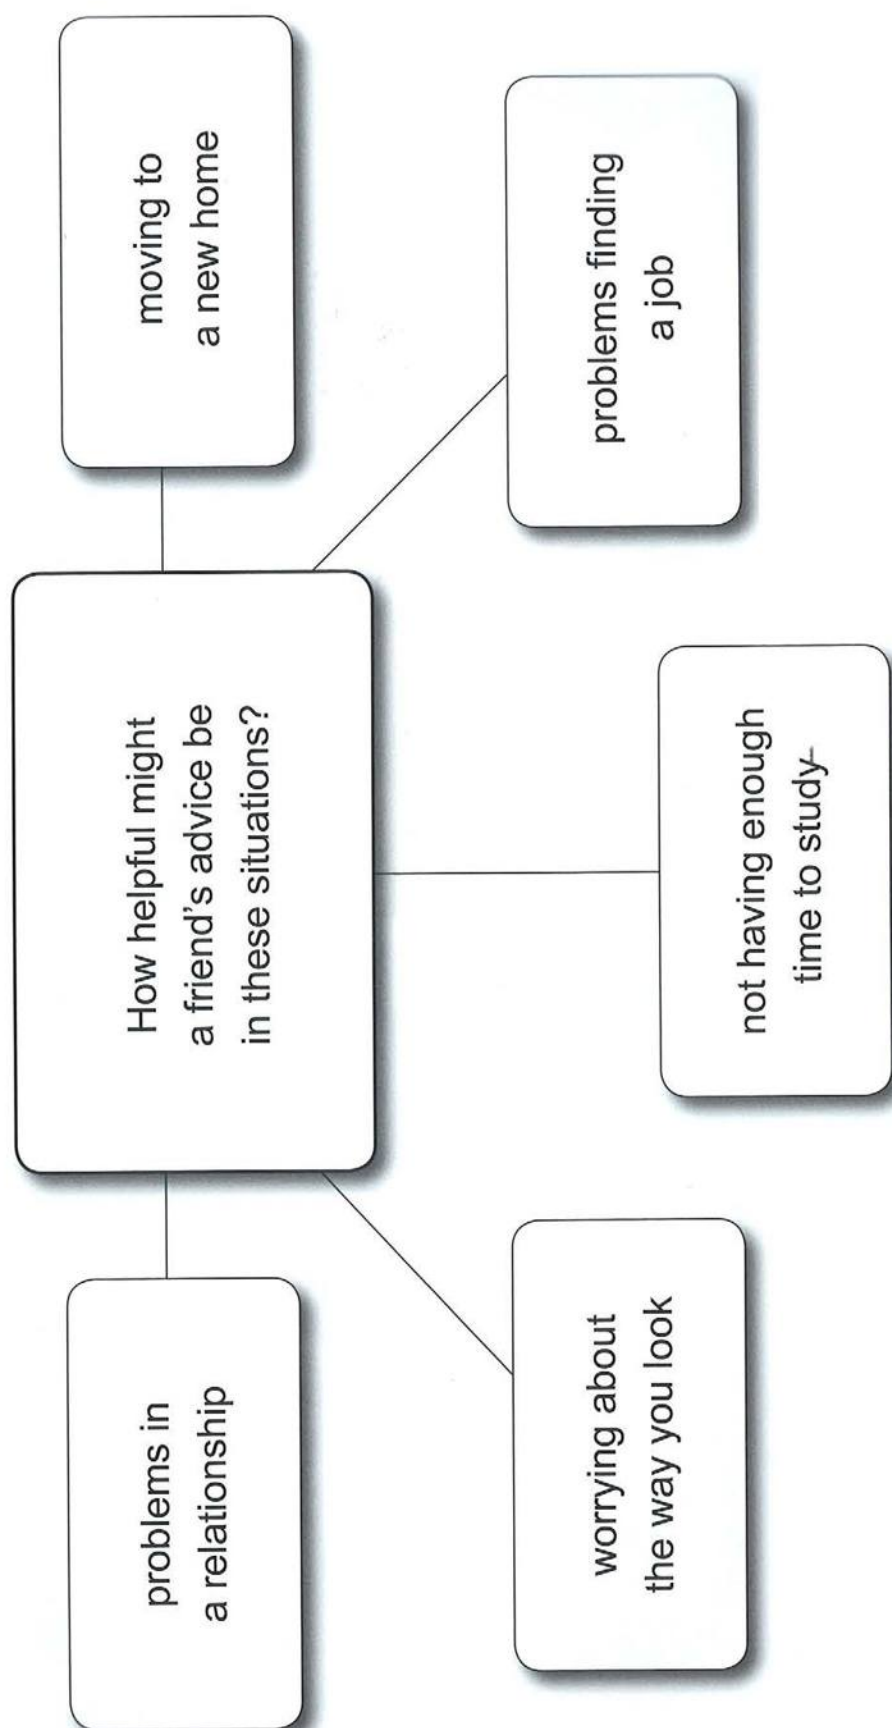 How helpful might
a friend's advice be
in these situations?
problems in
a relationship
moving to
a new home
worrying about
the way you look
problems finding
a job
not having enough
time to study